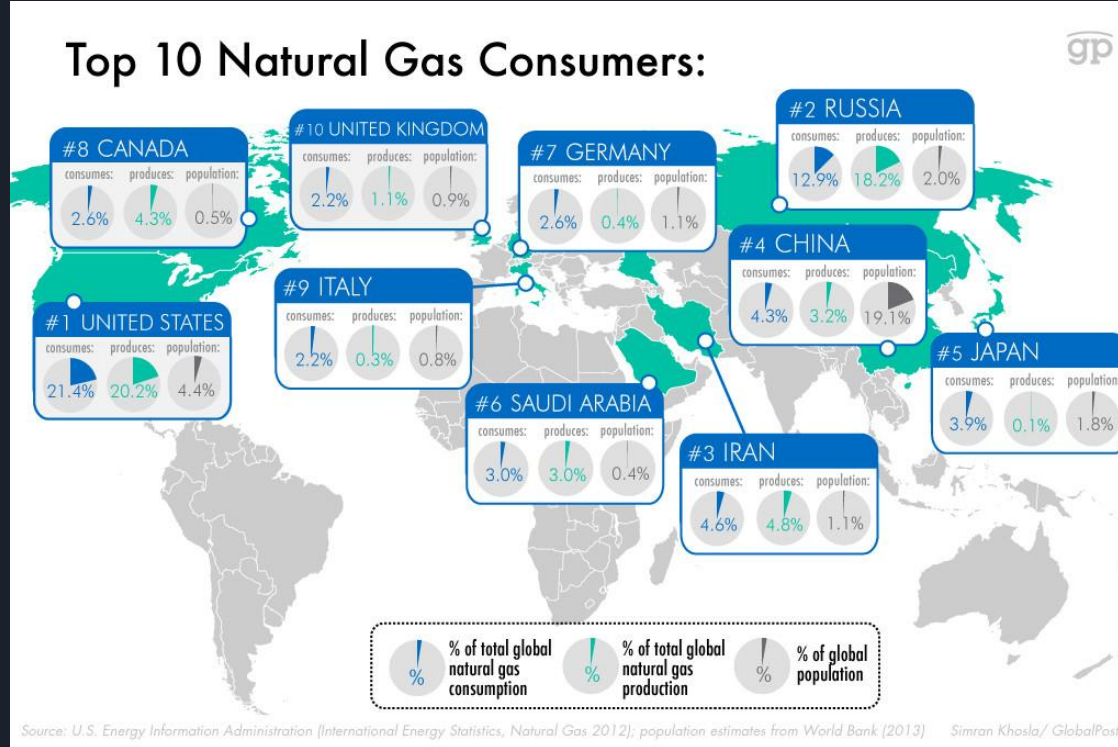 Top 10 Natural Gas Consumers:
gp
#8 CANADA
consumes: produces: population:
2.6% 4.3% 0.5%
#10 UNITED KINGDOM
consumes: produces: population:
2.2% 1.1% 0.9%
#7 GERMANY
consumes: produces: population:
2.6% 0.4% 1.1%
#2 RUSSIA
consumes: produces: population:
12.9% 18.2% 2.0%
#4 CHINA
consumes: produces: population:
4.3% 3.2% 19.1%
#9 ITALY
consumes: produces: population:
2.2% 0.3% 0.8%
#1 UNITED STATES
consumes: produces: population:
21.4% 20.2% 4.4%
#5 JAPAN
consumes: produces: population
3.9% 0.1% 1.8%
#6 SAUDI ARABIA
consumes: produces: population:
3.0% 3.0% 0.4%
#3 IRAN
consumes: produces: population:
4.6% 4.8% 1.1%
%
% of total global
natural gas
consumption
%
% of total global
natural gas
production
%
% of global
population
Source: U.S. Energy Information Administration (International Energy Statistics, Natural Gas 2012); population estimates from World Bank (2013) Simran Khosla/ GlobalPos